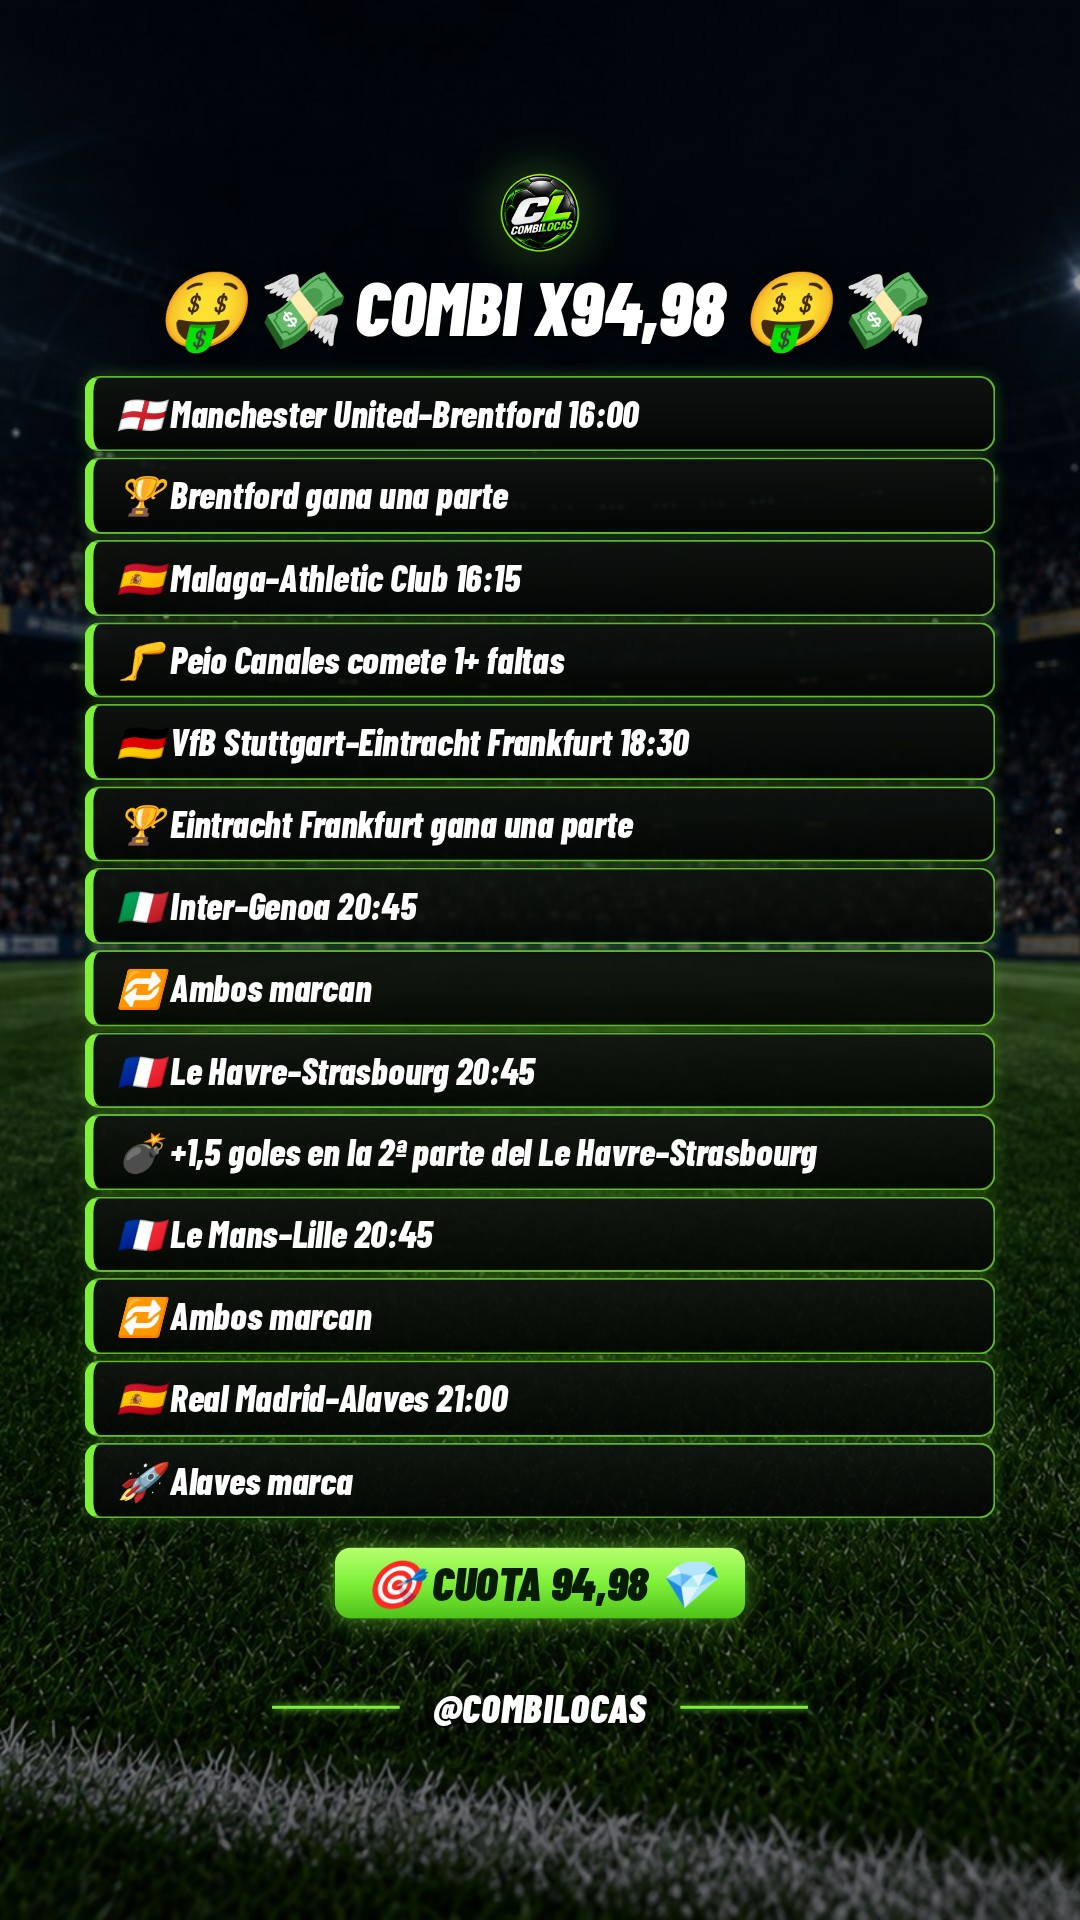 CL
COMBILOCAS
🤑💸 COMBI X94,98 🤑💸
🏴󠁧󠁢󠁥󠁮󠁧󠁿 Manchester United-Brentford 16:00
🏆 Brentford gana una parte
🇪🇸 Malaga-Athletic Club 16:15
🦵 Peio Canales comete 1+ faltas
🇩🇪 VfB Stuttgart-Eintracht Frankfurt 18:30
🏆 Eintracht Frankfurt gana una parte
🇮🇹 Inter-Genoa 20:45
🔁 Ambos marcan
🇫🇷 Le Havre-Strasbourg 20:45
💣 +1,5 goles en la 2ª parte del Le Havre-Strasbourg
🇫🇷 Le Mans-Lille 20:45
🔁 Ambos marcan
🇪🇸 Real Madrid-Alaves 21:00
🚀 Alaves marca
🎯 CUOTA 94,98 💎
@COMBILOCAS